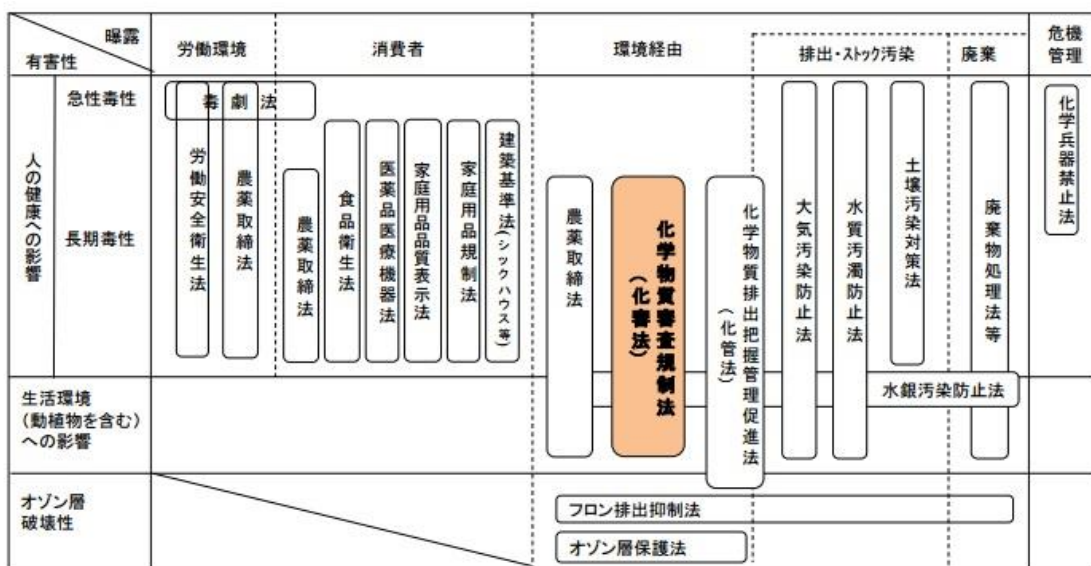 曝露
有害性
労働環境
消費者
環境経由
排出・ストック汚染
廃棄
危機
管理
人の健康への影響
急性毒性
長期毒性
毒劇法
労働安全衛生法
農薬取締法
農薬取締法
食品衛生法
医薬品医療機器法
家庭用品品質表示法
家庭用品規制法
建築基準法(シックハウス等)
農薬取締法
化学物質審査規制法
(化審法)
化学物質排出把握管理促進法
(化管法)
大気汚染防止法
水質汚濁防止法
土壌汚染対策法
廃棄物処理法等
化学兵器禁止法
生活環境
(動植物を含む)
への影響
水銀汚染防止法
オゾン層
破壊性
フロン排出抑制法
オゾン層保護法